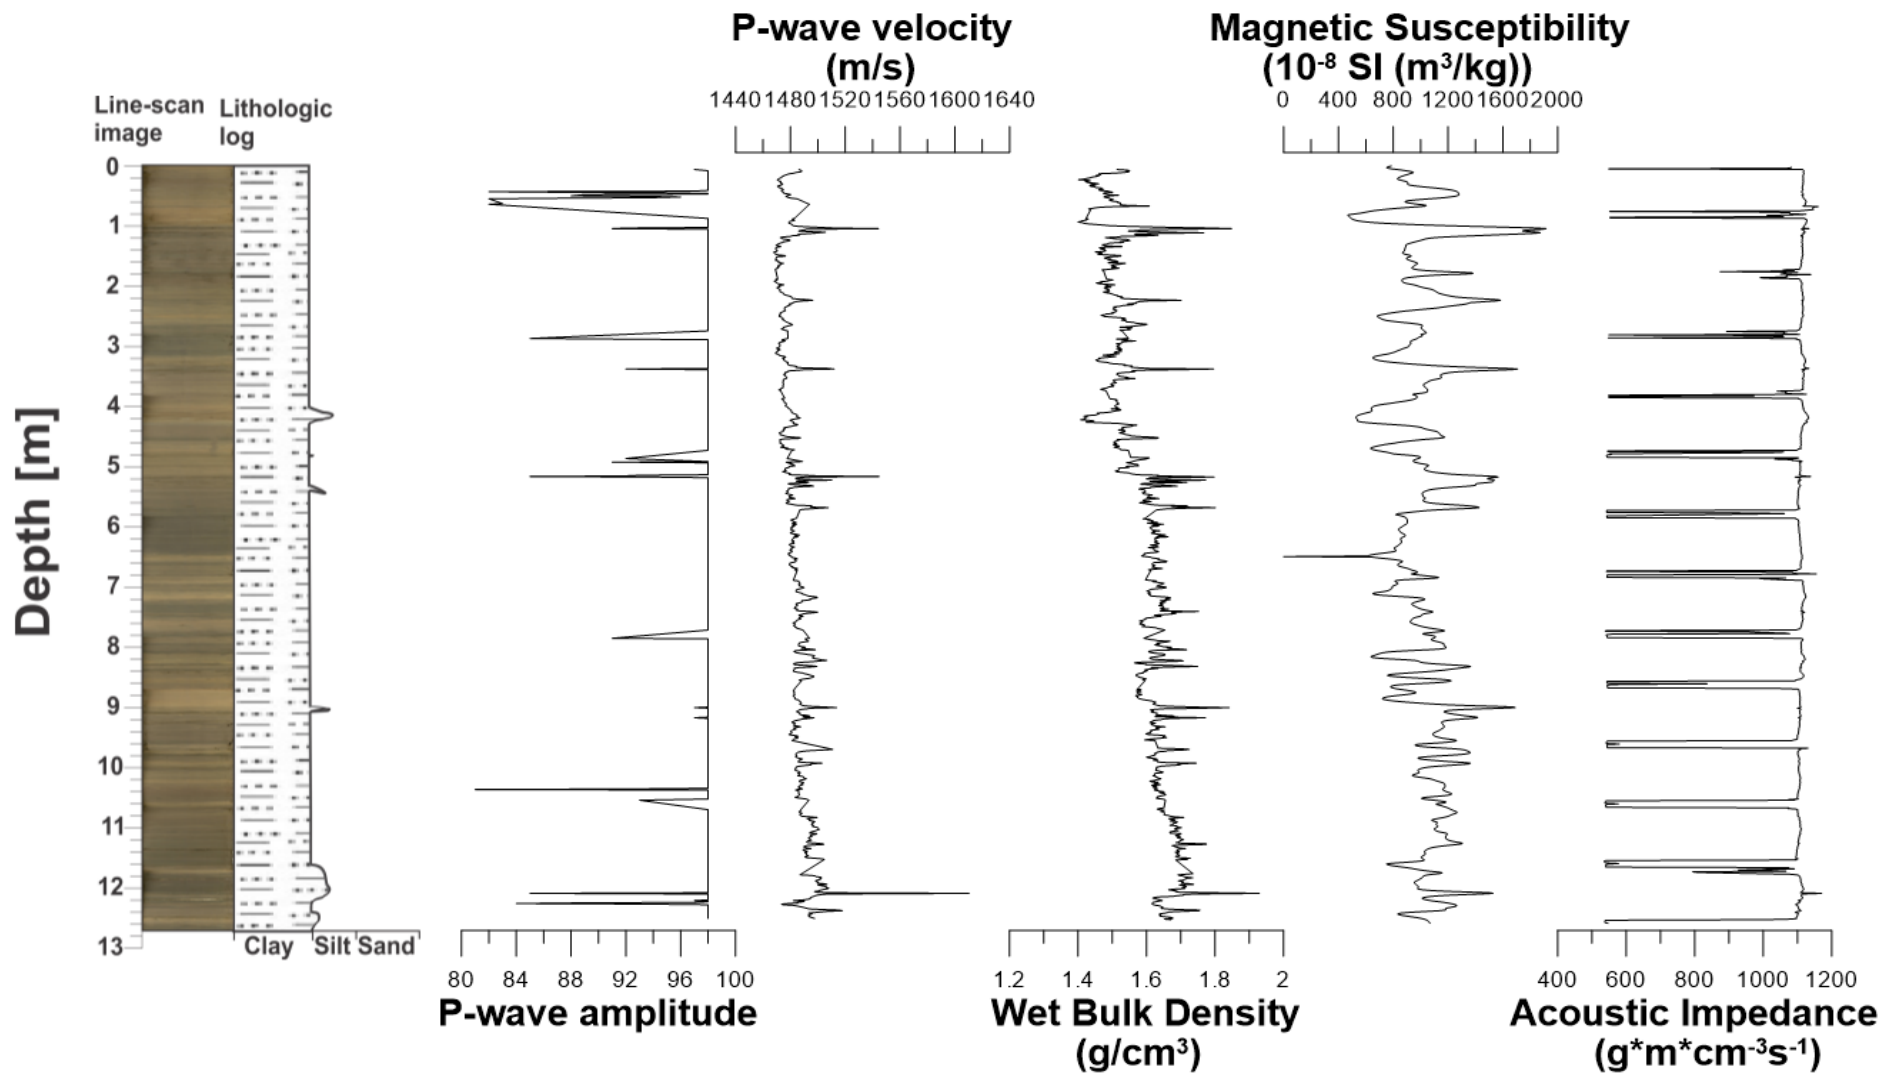 P-wave velocity
(m/s)
Magnetic Susceptibility
(10-8 SI (m3/kg))
1440 1480 1520 1560 1600 1640
0 400 800 1200 1600 2000
Line-scan
image
Lithologic
log
Depth [m]
0
1
2
3
4
5
6
7
8
9
10
11
12
13
Clay Silt Sand
80 84 88 92 96 100
P-wave amplitude
1.2 1.4 1.6 1.8 2
Wet Bulk Density
(g/cm3)
400 600 800 1000 1200
Acoustic Impedance
(g*m*cm-3s-1)